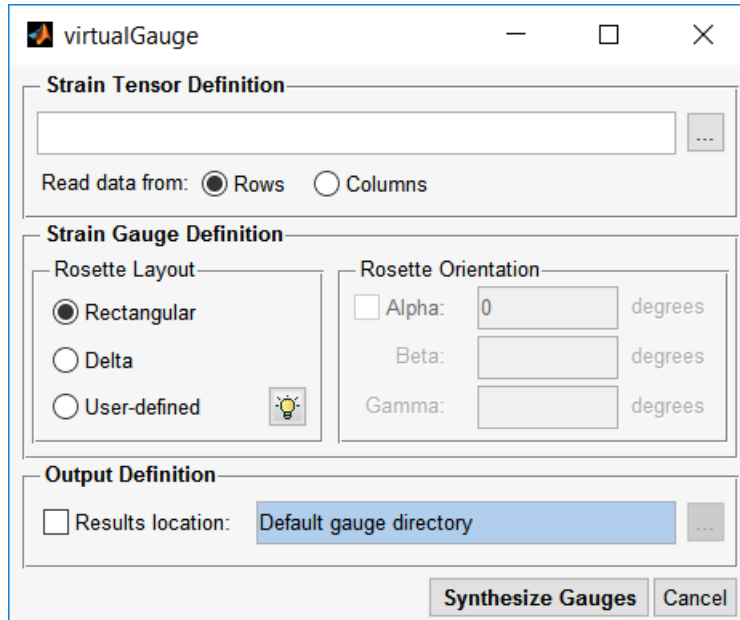 virtualGauge
Strain Tensor Definition
...
Read data from: Rows Columns
Strain Gauge Definition
Rosette Layout
Rectangular
Delta
User-defined
Rosette Orientation
Alpha: 0 degrees
Beta: degrees
Gamma: degrees
Output Definition
Results location: Default gauge directory ...
Synthesize Gauges Cancel